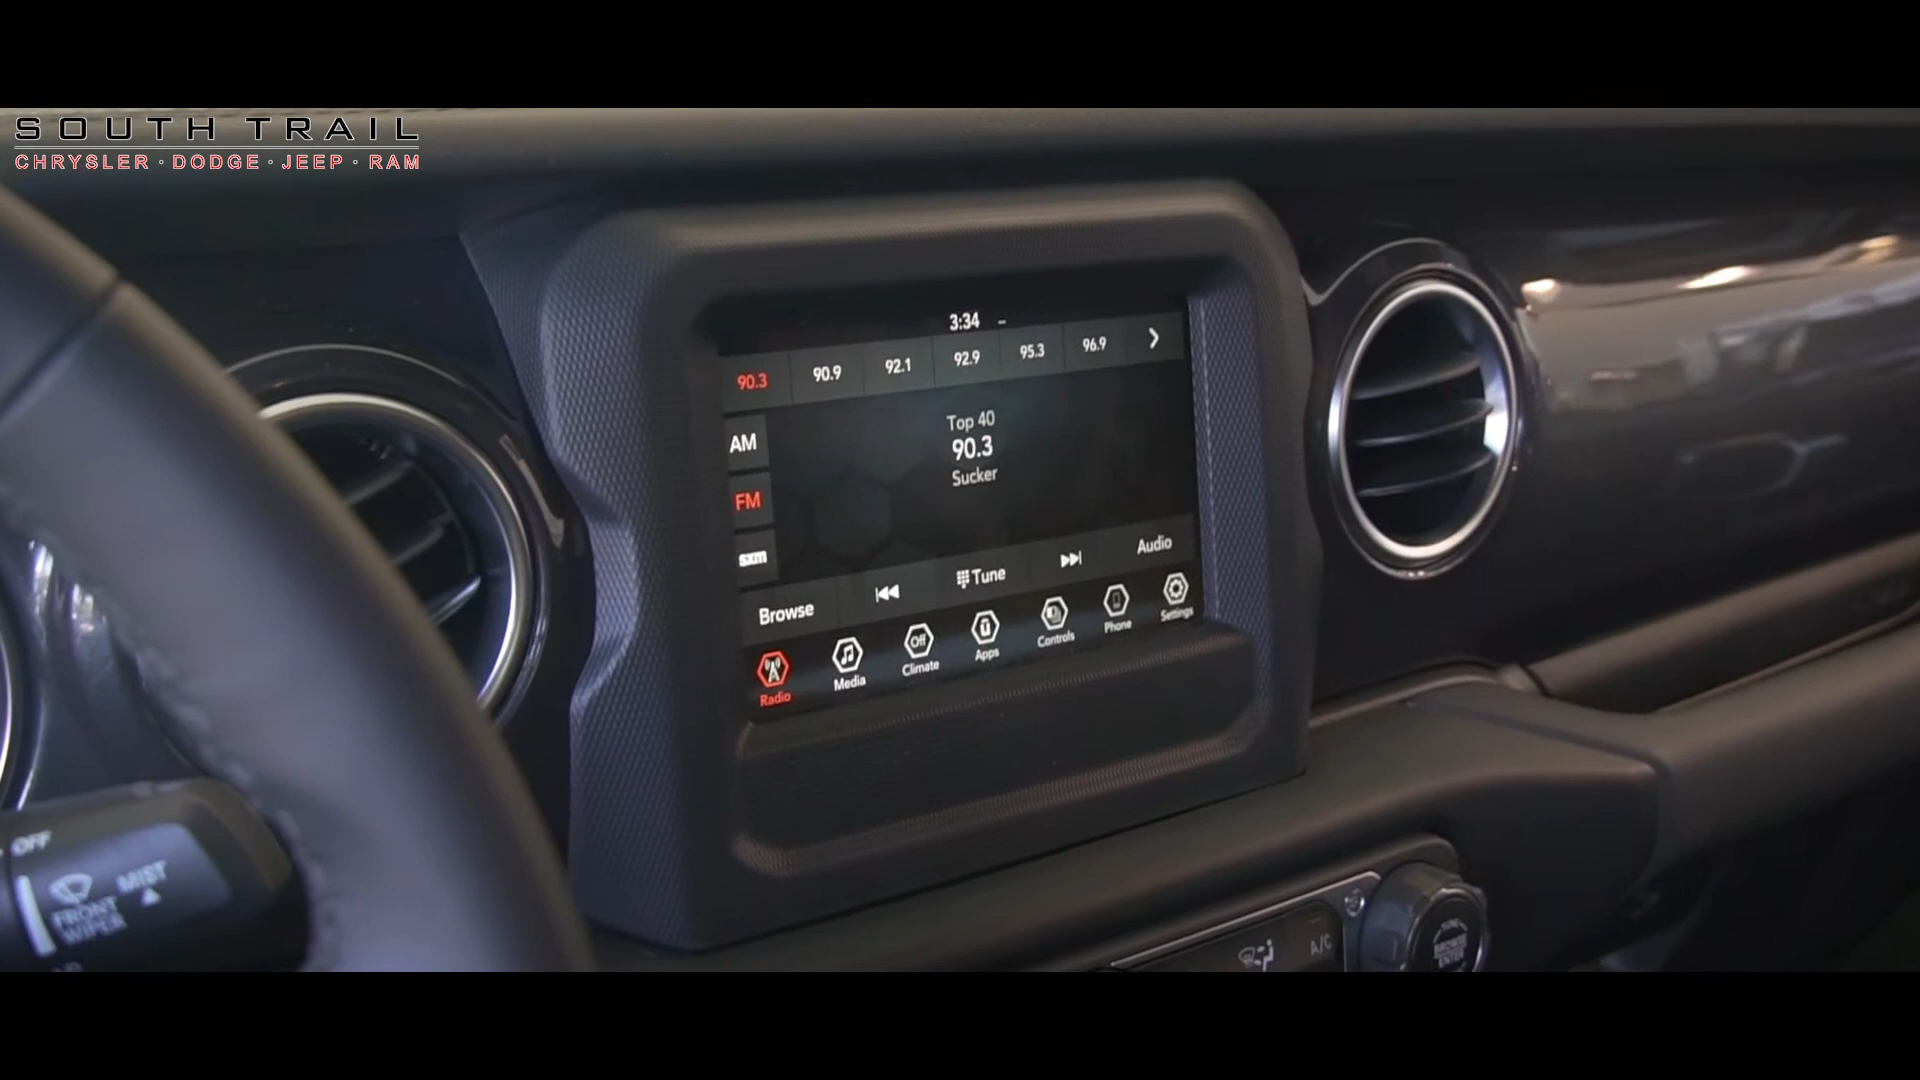 SOUTH TRAIL
CHRYSLER · DODGE · JEEP · RAM
3:34
90.3 90.9 92.1 92.9 95.3 96.9
AM
FM
sxm
Top 40
90.3
Sucker
Browse Tune Audio
Radio Media Off Climate Apps Controls Phone Settings
OFF
MIST
FRONT
WIPER
A/C
BROWSE
ENTER